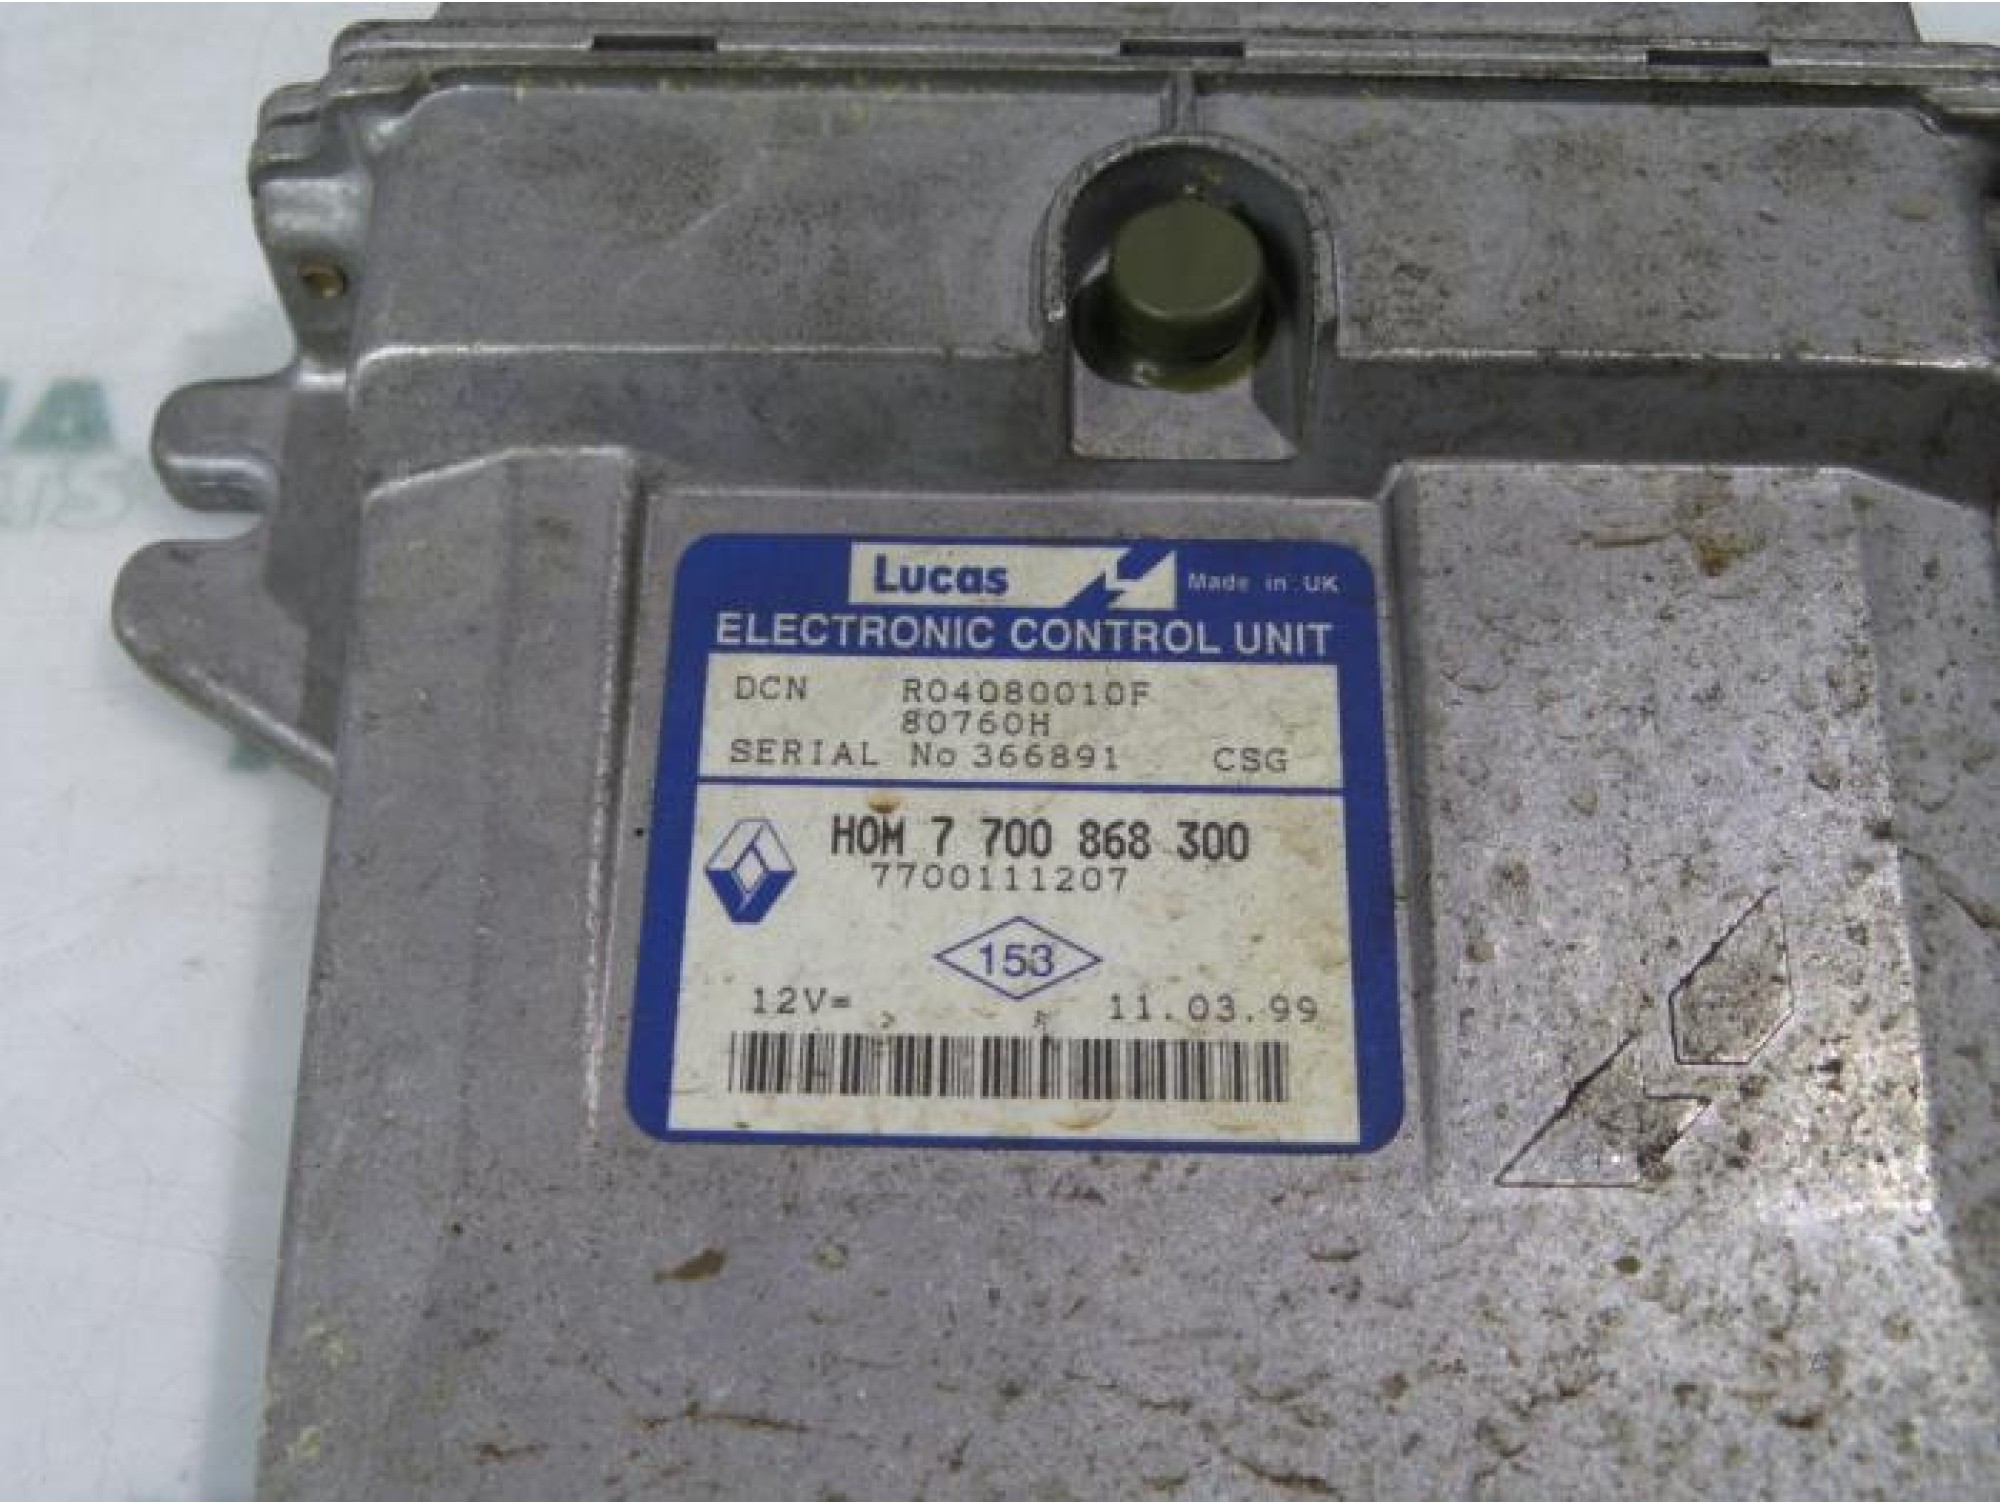 Lucas Made in UK
ELECTRONIC CONTROL UNIT
DCN R04080010F
80760H
SERIAL No 366891 CSG
HOM 7 700 868 300
7700111207
153
12V= 11.03.99